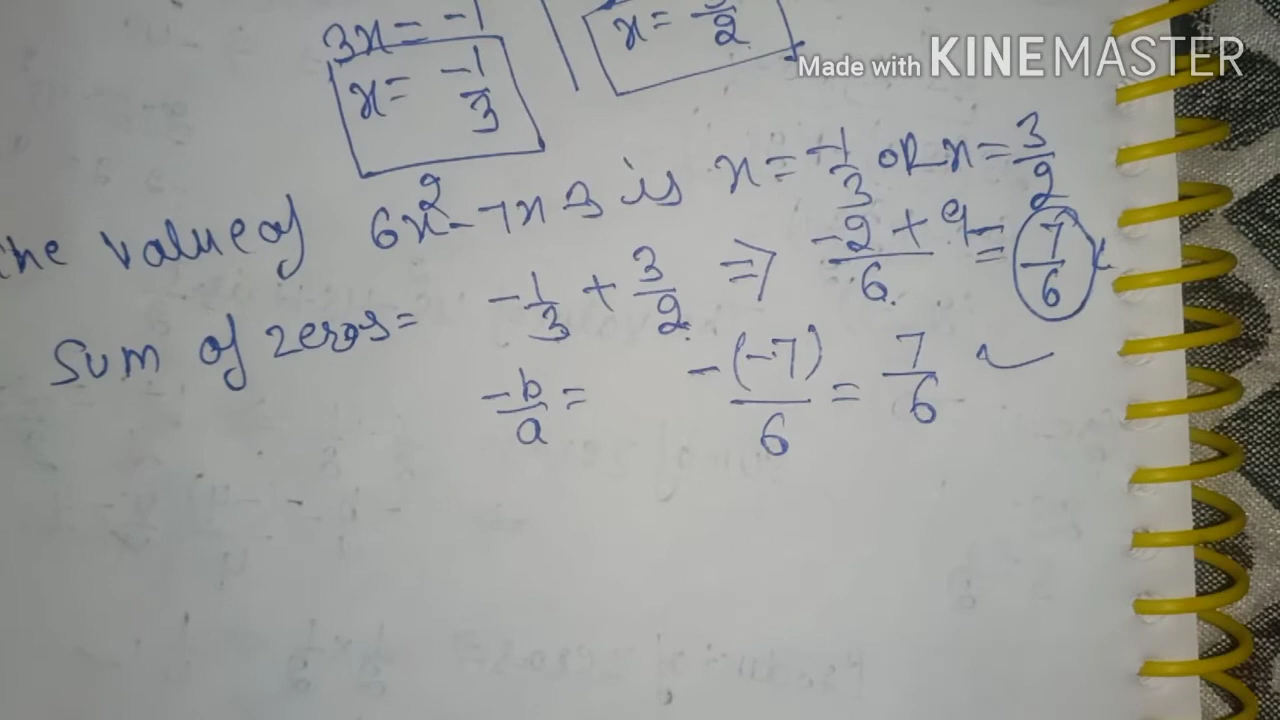 3x = -1
x = -1/3
x = 3/2
Made with KINEMASTER
the value of 6x² - 7x - 3 is x = -1/3 or x = 3/2
Sum of zeros = -1/3 + 3/2 ⇒ -2 + 9/6 = 7/6
-b/a = -(-7)/6 = 7/6 ✓